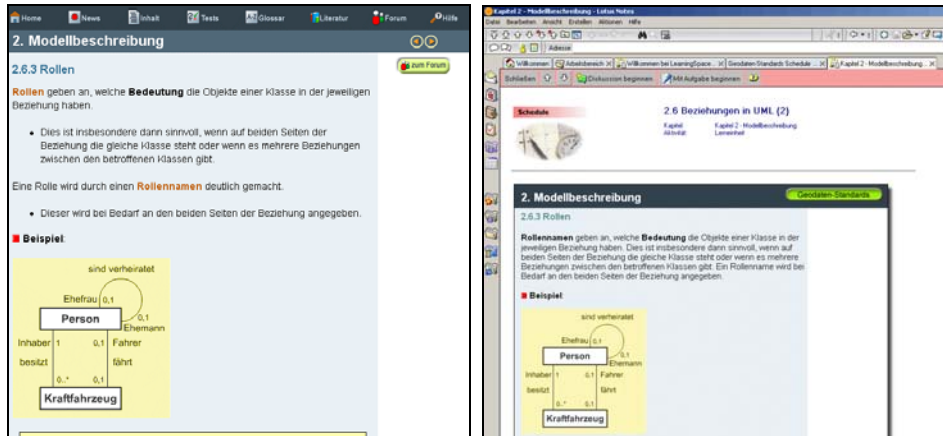 Home News Inhalt Tests Glossar Literatur Forum Hilfe
2. Modellbeschreibung
2.6.3 Rollen
zum Forum
Rollen geben an, welche Bedeutung die Objekte einer Klasse in der jeweiligen
Beziehung haben.
• Dies ist insbesondere dann sinnvoll, wenn auf beiden Seiten der
Beziehung die gleiche Klasse steht oder wenn es mehrere Beziehungen
zwischen den betroffenen Klassen gibt.
Eine Rolle wird durch einen Rollennamen deutlich gemacht.
• Dieser wird bei Bedarf an den beiden Seiten der Beziehung angegeben.
Beispiel:
sind verheiratet
Ehefrau 0,1
Person 0,1
Ehemann
Inhaber 1 0,1 Fahrer
besitzt fährt
0..* 0,1
Kraftfahrzeug
Kapitel 2 - Modellbeschreibung - Lotus Notes
Datei Bearbeiten Ansicht Erstellen Aktionen Hilfe
Adresse
Willkommen Arbeitsbereich X Willkommen bei LearningSpace... X Geodaten-Standards Schedule ...X Kapitel 2 - Modellbeschreibung... X
Schließen Diskussion beginnen Mit Aufgabe beginnen
Schedule
2.6 Beziehungen in UML (2)
Kapitel Kapitel 2 - Modellbeschreibung
Aktivität Lerneinheit
2. Modellbeschreibung
Geodaten-Standards
2.6.3 Rollen
Rollennamen geben an, welche Bedeutung die Objekte einer Klasse in der
jeweiligen Beziehung haben. Dies ist insbesondere dann sinnvoll, wenn auf
beiden Seiten der Beziehung die gleiche Klasse steht oder wenn es mehrere
Beziehungen zwischen den betroffenen Klassen gibt. Ein Rollenname wird bei
Bedarf an den beiden Seiten der Beziehung angegeben.
Beispiel:
sind verheiratet
Ehefrau 0,1
Person 0,1
Ehemann
Inhaber 1 0,1 Fahrer
besitzt fährt
0..* 0,1
Kraftfahrzeug